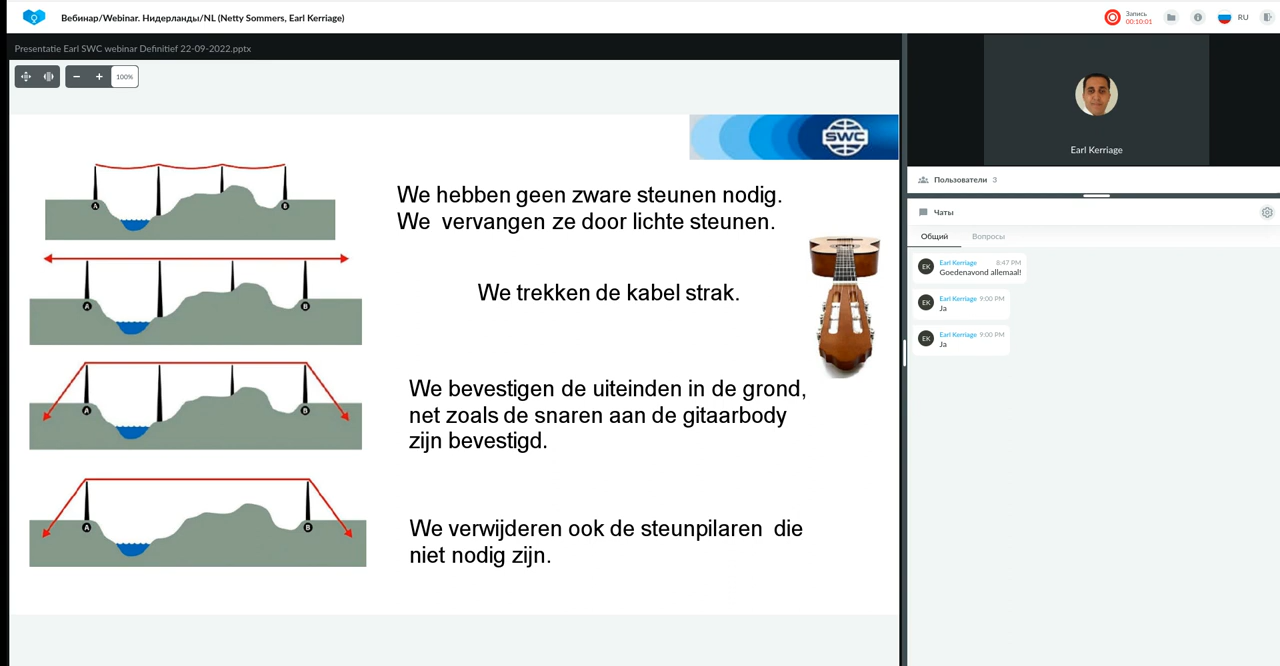 Вебинар/Webinar. Нидерланды/NL (Netty Sommers, Earl Kerriage)
Запись
00:10:01
RU
Presentatie Earl SWC webinar Definitief 22-09-2022.pptx
100%
SWC
We hebben geen zware steunen nodig.
We vervangen ze door lichte steunen.
A
B
We trekken de kabel strak.
A
B
We bevestigen de uiteinden in de grond,
net zoals de snaren aan de gitaarbody
zijn bevestigd.
A
B
We verwijderen ook de steunpilaren die
niet nodig zijn.
A
B
Earl Kerriage
Пользователи 3
Чаты
Общий
Вопросы
EK
Earl Kerriage 8:47 PM
Goedenavond allemaal!
EK
Earl Kerriage 9:00 PM
Ja
EK
Earl Kerriage 9:00 PM
Ja